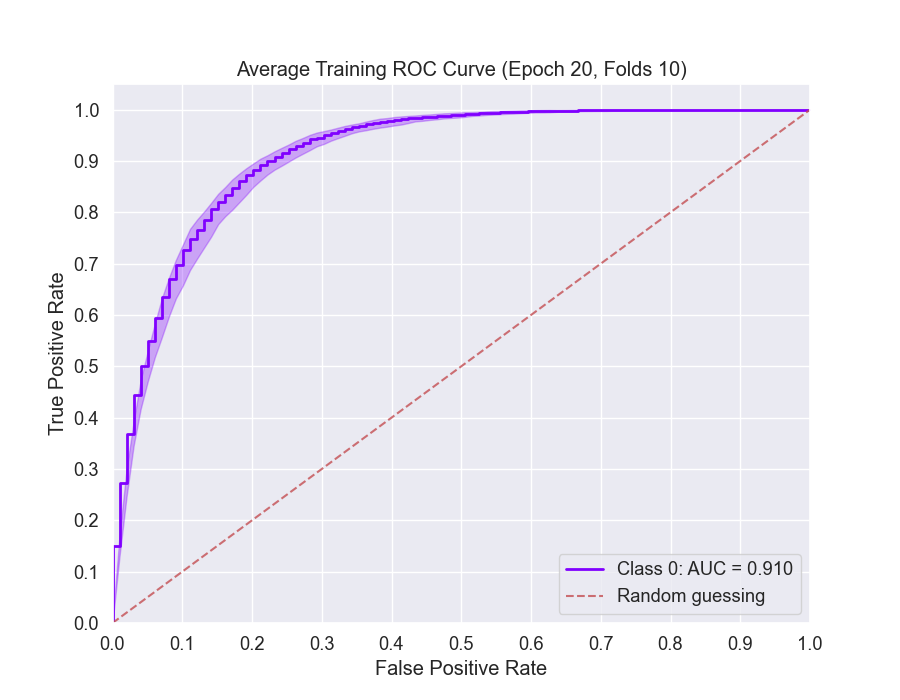 Average Training ROC Curve (Epoch 20, Folds 10)
1.0
0.9
0.8
0.7
0.6
0.5
0.4
0.3
0.2
0.1
0.0
True Positive Rate
Class 0: AUC = 0.910
Random guessing
0.0 0.1 0.2 0.3 0.4 0.5 0.6 0.7 0.8 0.9 1.0
False Positive Rate